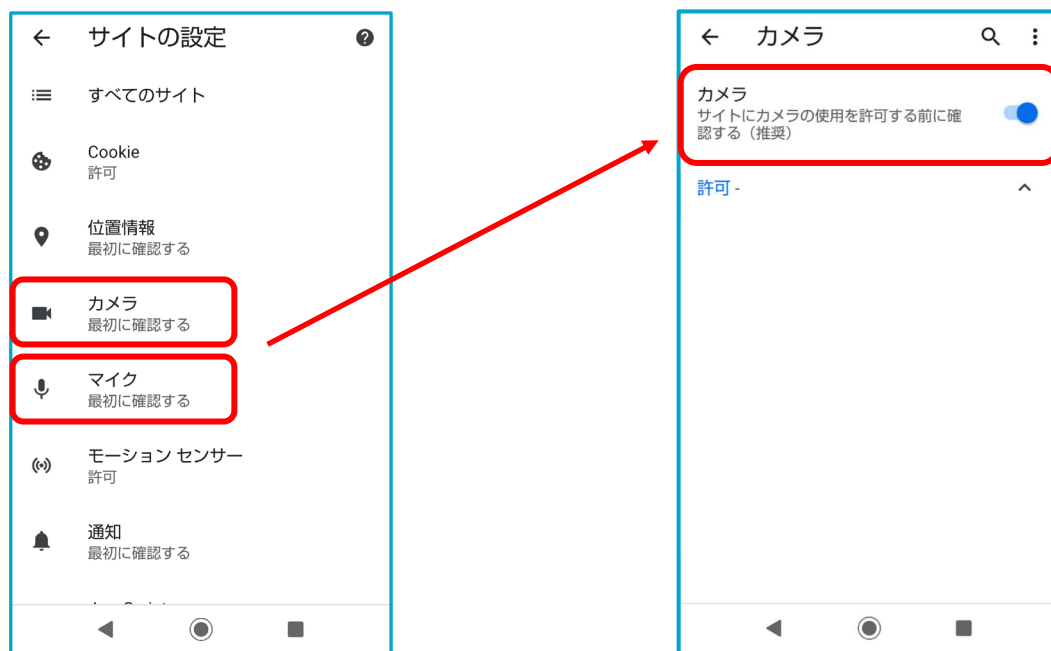 サイトの設定
すべてのサイト
Cookie
許可
位置情報
最初に確認する
カメラ
最初に確認する
マイク
最初に確認する
モーション センサー
許可
通知
最初に確認する
カメラ
カメラ
サイトにカメラの使用を許可する前に確
認する（推奨）
許可 -